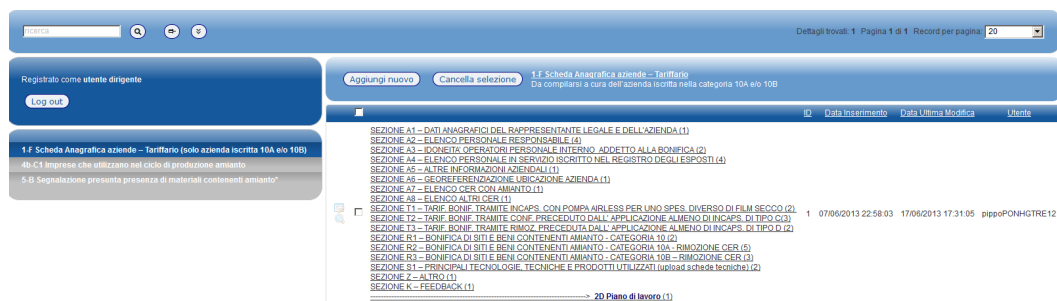 ricerca
Dettagli trovati: 1 Pagina 1 di 1 Record per pagina: 20
Registrato come utente dirigente
Log out
Aggiungi nuovo
Cancella selezione
1-F Scheda Anagrafica aziende – Tariffario
Da compilarsi a cura dell'azienda iscritta nella categoria 10A e/o 10B
1-F Scheda Anagrafica aziende – Tariffario (solo azienda iscritta 10A e/o 10B)
4b-C1 Imprese che utilizzano nel ciclo di produzione amianto
5-B Segnalazione presunta presenza di materiali contenenti amianto*
ID Data Inserimento Data Ultima Modifica Utente
SEZIONE A1 – DATI ANAGRAFICI DEL RAPPRESENTANTE LEGALE E DELL'AZIENDA (1)
SEZIONE A2 – ELENCO PERSONALE RESPONSABILE (4)
SEZIONE A3 – IDONEITA' OPERATORI PERSONALE INTERNO ADDETTO ALLA BONIFICA (2)
SEZIONE A4 – ELENCO PERSONALE IN SERVIZIO ISCRITTO NEL REGISTRO DEGLI ESPOSTI (4)
SEZIONE A5 – ALTRE INFORMAZIONI AZIENDALI (1)
SEZIONE A6 – GEOREFERENZIAZIONE UBICAZIONE AZIENDA (1)
SEZIONE A7 – ELENCO CER CON AMIANTO (1)
SEZIONE A8 – ELENCO ALTRI CER (1)
SEZIONE T1 – TARIF. BONIF. TRAMITE INCAPS. CON POMPA AIRLESS PER UNO SPES. DIVERSO DI FILM SECCO (2)
SEZIONE T2 – TARIF. BONIF. TRAMITE CONF. PRECEDUTO DALL' APPLICAZIONE ALMENO DI INCAPS. DI TIPO C(3)
SEZIONE T3 – TARIF. BONIF. TRAMITE RIMOZ. PRECEDUTA DALL' APPLICAZIONE ALMENO DI INCAPS. DI TIPO D (2)
SEZIONE R1 – BONIFICA DI SITI E BENI CONTENENTI AMIANTO - CATEGORIA 10 (2)
SEZIONE R2 – BONIFICA DI SITI E BENI CONTENENTI AMIANTO - CATEGORIA 10A - RIMOZIONE CER (5)
SEZIONE R3 – BONIFICA DI SITI E BENI CONTENENTI AMIANTO - CATEGORIA 10B – RIMOZIONE CER (3)
SEZIONE S1 – PRINCIPALI TECNOLOGIE, TECNICHE E PRODOTTI UTILIZZATI (upload schede tecniche) (2)
SEZIONE Z – ALTRO (1)
SEZIONE K – FEEDBACK (1)
--------------------------------------------------------------------> 2D Piano di lavoro (1)
1 07/06/2013 22:58:03 17/06/2013 17:31:05 pippoPONHGTRE12